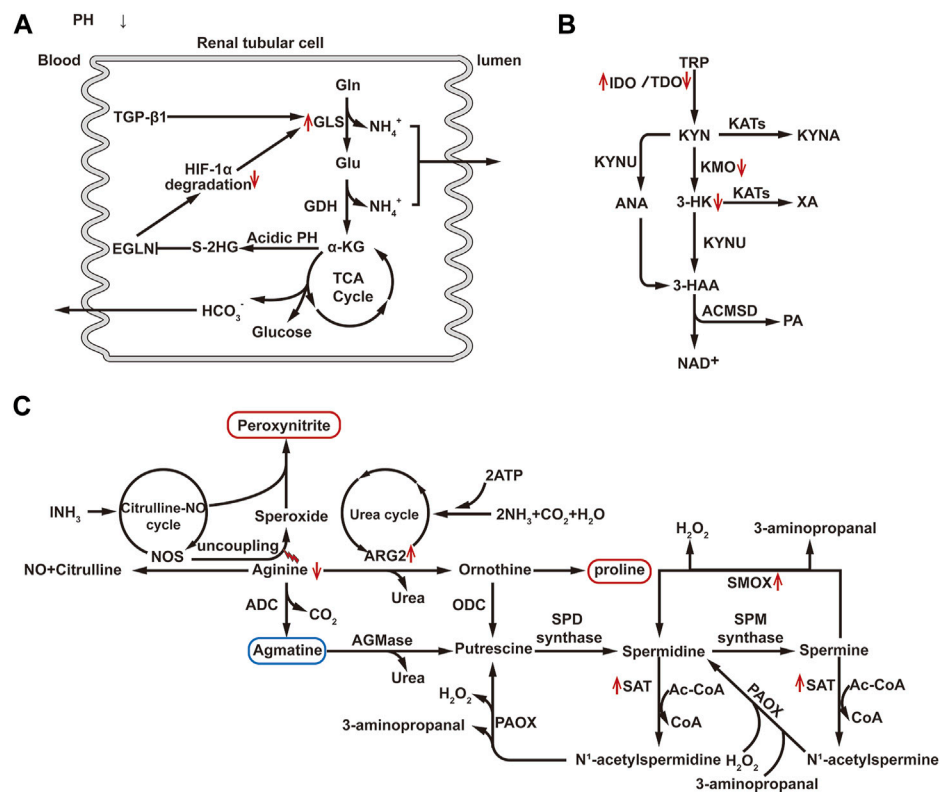 A
PH ↓
Renal tubular cell
Blood
lumen
Gln
TGP-β1
↑GLS
NH₄⁺
HIF-1α
degradation↓
Glu
GDH
NH₄⁺
EGLN
S-2HG
Acidic PH
α-KG
TCA
Cycle
HCO₃⁻
Glucose
B
TRP
↑IDO /TDO↓
KYN
KATs
KYNA
KYNU
KMO↓
ANA
3-HK↓
KATs
XA
KYNU
3-HAA
ACMSD
PA
NAD⁺
C
Peroxynitrite
INH₃
Citrulline-NO
cycle
NOS
uncoupling
Speroxide
Urea cycle
2ATP
2NH₃+CO₂+H₂O
ARG2↑
H₂O₂
3-aminopropanal
SMOX↑
NO+Citrulline
Aginine ↓
Urea
Ornothine
proline
ADC
CO₂
ODC
Agmatine
AGMase
Urea
Putrescine
SPD
synthase
Spermidine
SPM
synthase
Spermine
H₂O₂
3-aminopropanal
PAOX
↑SAT
Ac-CoA
CoA
PAOX
↑SAT
Ac-CoA
CoA
N¹-acetylspermidine
H₂O₂
3-aminopropanal
N¹-acetylspermine